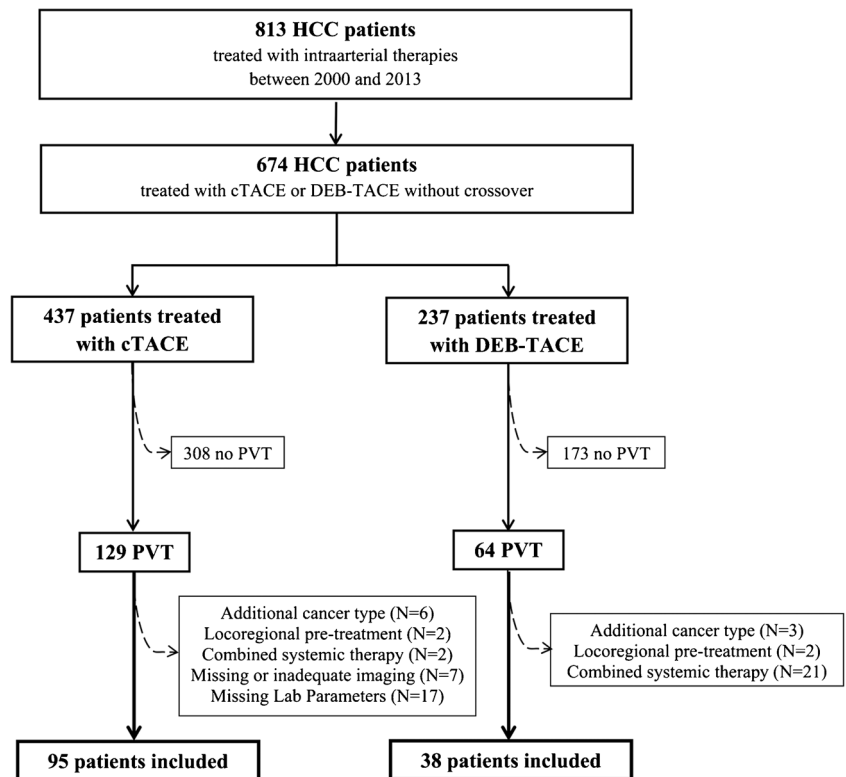 813 HCC patients
treated with intraarterial therapies
between 2000 and 2013
674 HCC patients
treated with cTACE or DEB-TACE without crossover
437 patients treated
with cTACE
237 patients treated
with DEB-TACE
308 no PVT
173 no PVT
129 PVT
64 PVT
Additional cancer type (N=6)
Locoregional pre-treatment (N=2)
Combined systemic therapy (N=2)
Missing or inadequate imaging (N=7)
Missing Lab Parameters (N=17)
Additional cancer type (N=3)
Locoregional pre-treatment (N=2)
Combined systemic therapy (N=21)
95 patients included
38 patients included